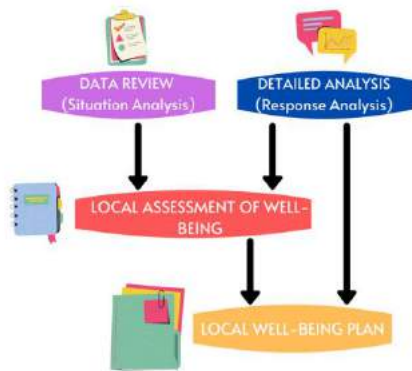 DATA REVIEW
(Situation Analysis)
DETAILED ANALYSIS
(Response Analysis)
LOCAL ASSESSMENT OF WELL-
BEING
LOCAL WELL-BEING PLAN